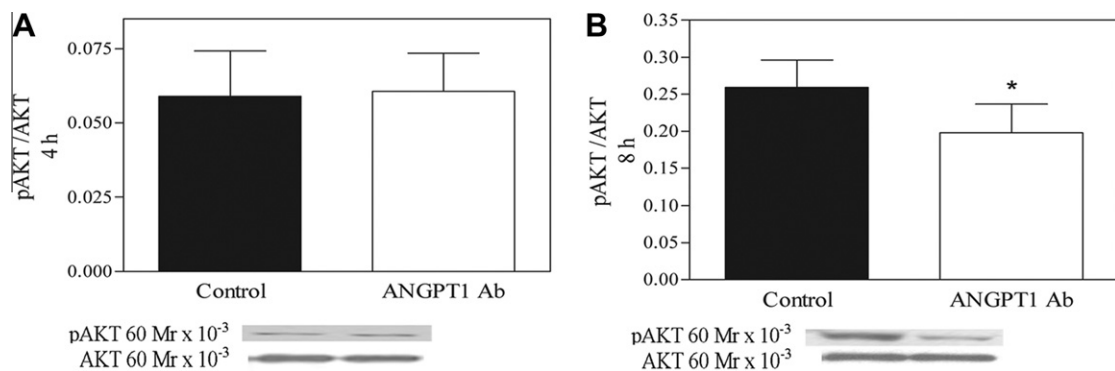 A
pAKT/AKT
4 h
0.075
0.050
0.025
0.000
Control ANGPT1 Ab
pAKT 60 Mr x 10-3
AKT 60 Mr x 10-3
B
pAKT/AKT
8 h
0.35
0.30
0.25
0.20
0.15
0.10
0.05
0.00
*
Control ANGPT1 Ab
pAKT 60 Mr x 10-3
AKT 60 Mr x 10-3